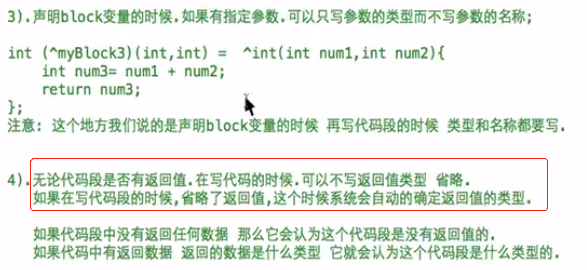 3).声明block变量的时候.如果有指定参数.可以只写参数的类型而不写参数的名称;
int (^myBlock3)(int,int) =  ^int(int num1,int num2){
    int num3= num1 + num2;
    return num3;
};
注意: 这个地方我们说的是声明block变量的时候 再写代码段的时候 类型和名称都要写.
4).无论代码段是否有返回值.在写代码的时候.可以不写返回值类型 省略.
如果在写代码段的时候,省略了返回值,这个时候系统会自动的确定返回值的类型.
如果代码段中没有返回任何数据 那么它会认为这个代码段是没有返回值的.
如果代码中有返回数据 返回的数据是什么类型 它就会认为这个代码段是什么类型的.